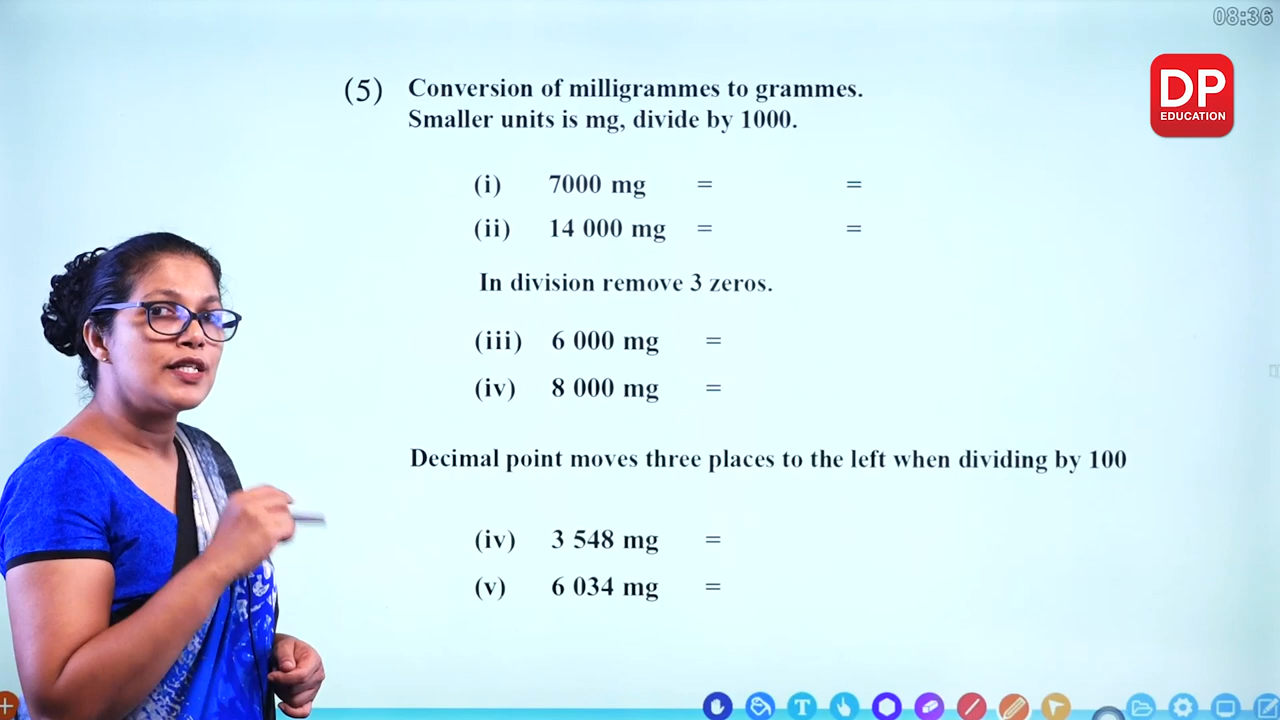 08:36
DP
EDUCATION
(5) Conversion of milligrammes to grammes.
Smaller units is mg, divide by 1000.
(i) 7000 mg = =
(ii) 14 000 mg = =
In division remove 3 zeros.
(iii) 6 000 mg =
(iv) 8 000 mg =
Decimal point moves three places to the left when dividing by 100
(iv) 3 548 mg =
(v) 6 034 mg =